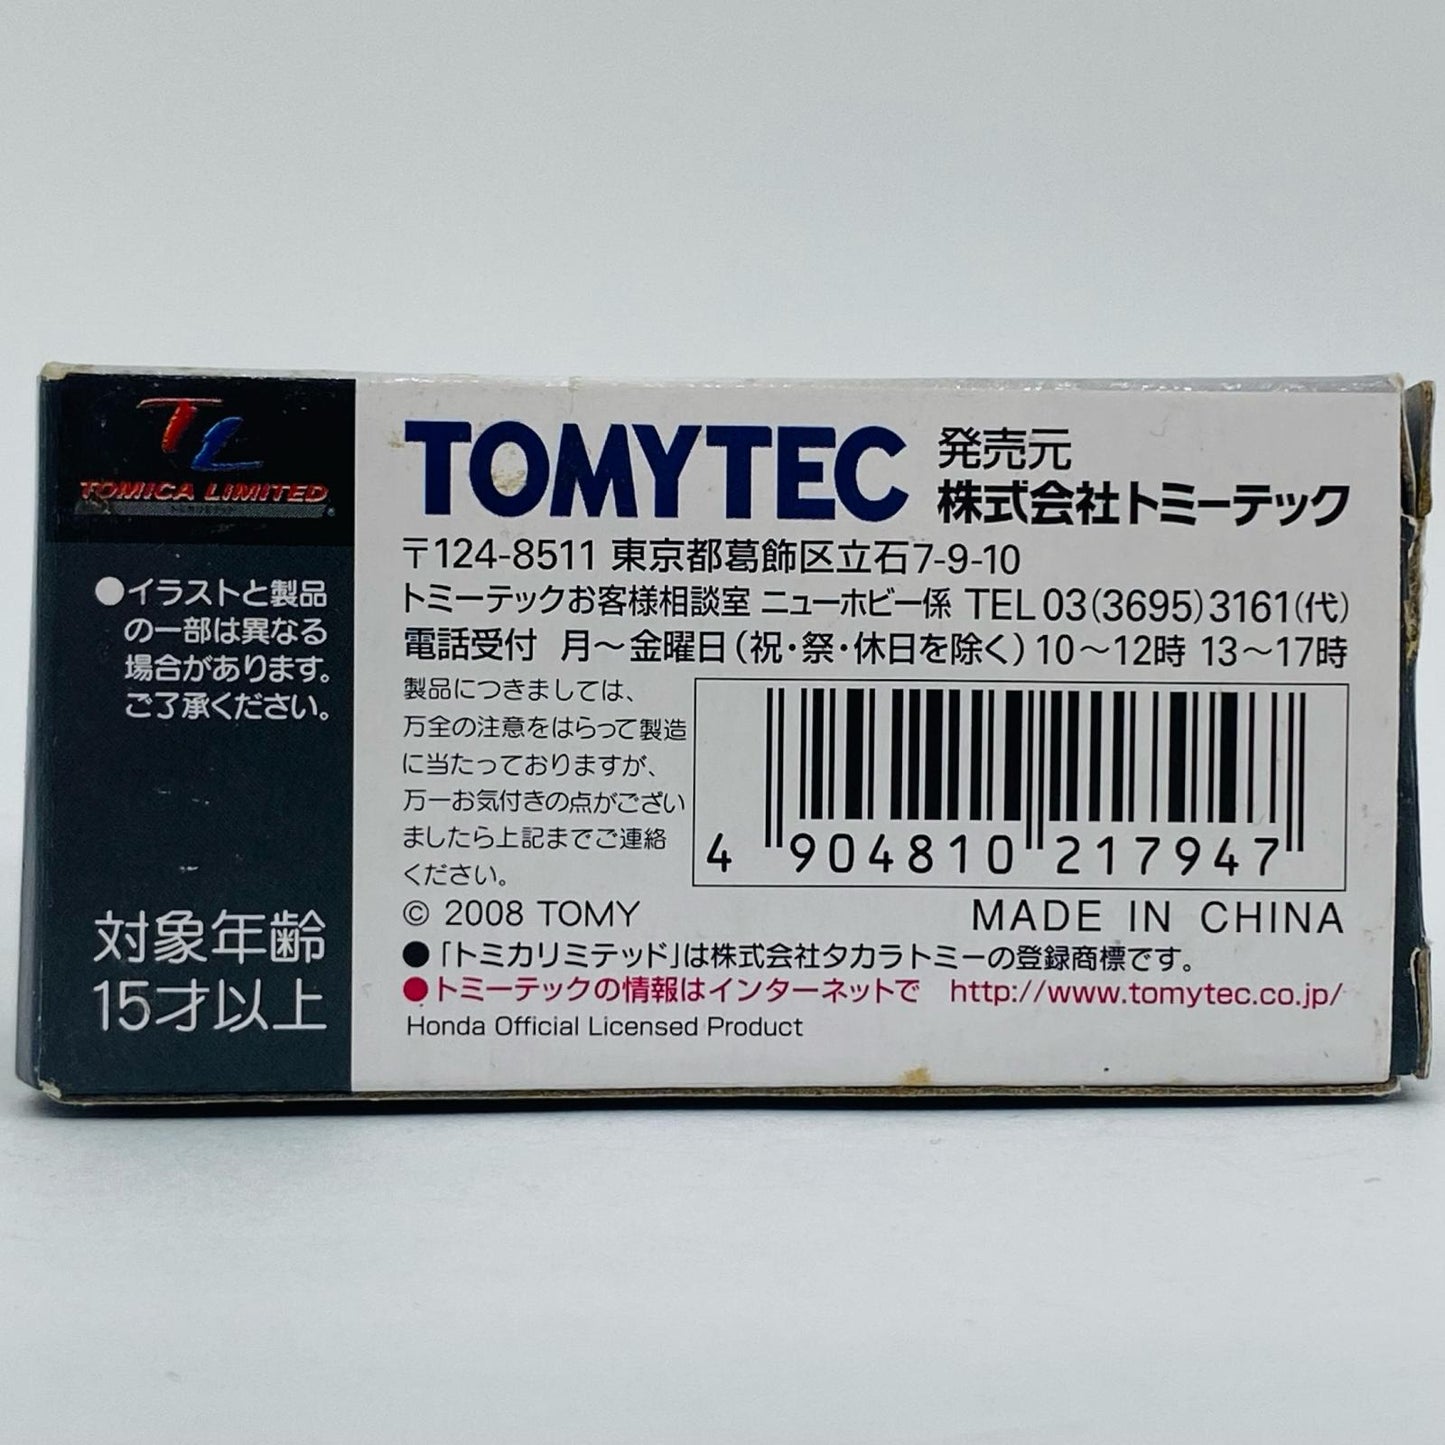 TL
TOMICA LIMITED
トミカリミテッド
●イラストと製品
の一部は異なる
場合があります。
ご了承ください。
対象年齢
15才以上
TOMYTEC
発売元
株式会社トミーテック
〒124-8511 東京都葛飾区立石7-9-10
トミーテックお客様相談室 ニューホビー係 TEL 03(3695)3161(代)
電話受付 月〜金曜日(祝・祭・休日を除く) 10〜12時 13〜17時
製品につきましては、
万全の注意をはらって製造
に当たっておりますが、
万一お気付きの点がござい
ましたら上記までご連絡
ください。
4 904810 217947
© 2008 TOMY
MADE IN CHINA
●「トミカリミテッド」は株式会社タカラトミーの登録商標です。
●トミーテックの情報はインターネットで http://www.tomytec.co.jp/
Honda Official Licensed Product